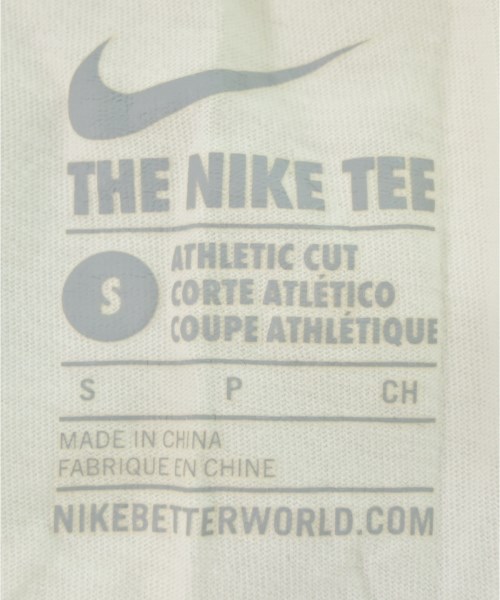 THE NIKE TEE
S
ATHLETIC CUT
CORTE ATLÉTICO
COUPE ATHLÉTIQUE
S P CH
MADE IN CHINA
FABRIQUE EN CHINE
NIKEBETTERWORLD.COM